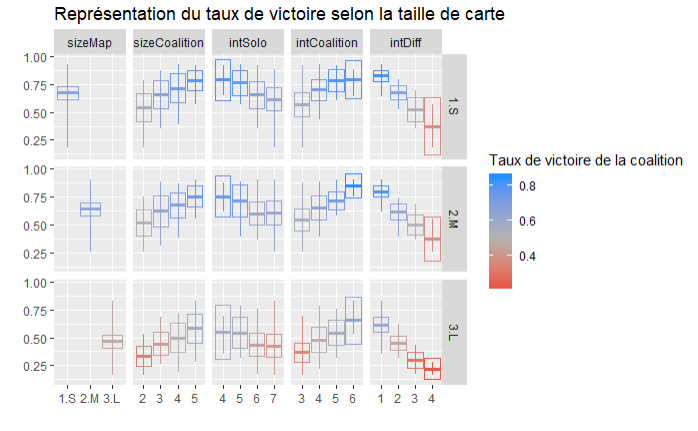 Représentation du taux de victoire selon la taille de carte
sizeMap sizeCoalition intSolo intCoalition intDiff
1.00
0.75
0.50
0.25
1.S
1.00
0.75
0.50
0.25
2.M
1.00
0.75
0.50
0.25
3.L
1.S 2.M 3.L 2 3 4 5 4 5 6 7 3 4 5 6 1 2 3 4
Taux de victoire de la coalition
0.8
0.6
0.4